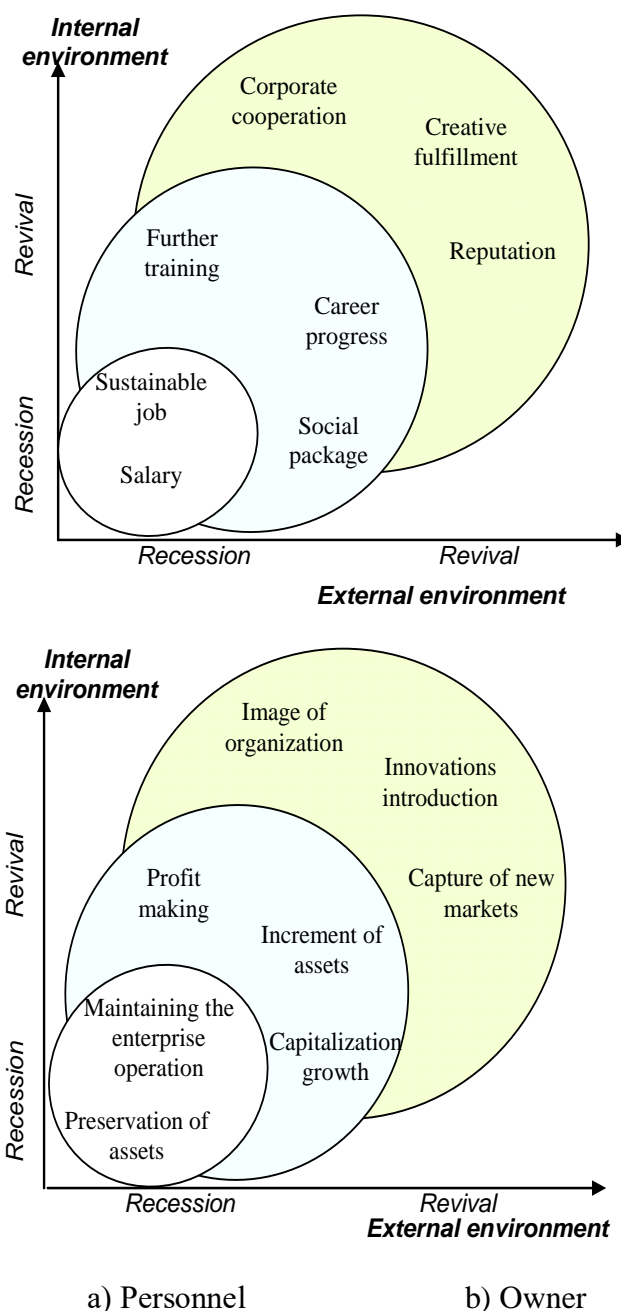 Internal
environment
Corporate
cooperation
Creative
fulfillment
Revival
Further
training
Reputation
Career
progress
Sustainable
job
Recession
Social
package
Salary
Recession
Revival
External environment
Internal
environment
Image of
organization
Innovations
introduction
Revival
Profit
making
Capture of new
markets
Increment of
assets
Maintaining the
enterprise
operation
Capitalization
growth
Recession
Preservation of
assets
Recession
Revival
External environment
a) Personnel b) Owner